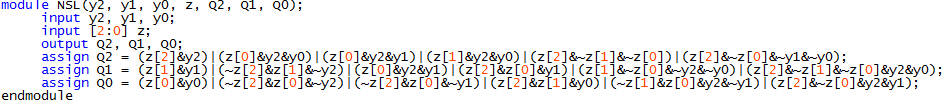 module NSL(y2, y1, y0, z, Q2, Q1, Q0);
input y2, y1, y0;
input [2:0] z;
output Q2, Q1, Q0;
assign Q2 = (z[2]&y2)|(z[0]&y2&y0)|(z[0]&y2&y1)|(z[1]&y2&y0)|(z[2]&~z[1]&~z[0])|(z[2]&~z[0]&~y1&~y0);
assign Q1 = (z[1]&y1)|(~z[2]&z[1]&~y2)|(z[0]&y2&y1)|(z[2]&z[0]&y1)|(z[1]&~z[0]&~y2&~y0)|(z[2]&~z[1]&~z[0]&y2&y0);
assign Q0 = (z[0]&y0)|(~z[2]&z[0]&~y2)|(~z[2]&z[0]&~y1)|(z[2]&z[1]&y0)|(~z[1]&z[0]&y2&~y1)|(z[2]&z[1]&~z[0]&y2&y1);
endmodule